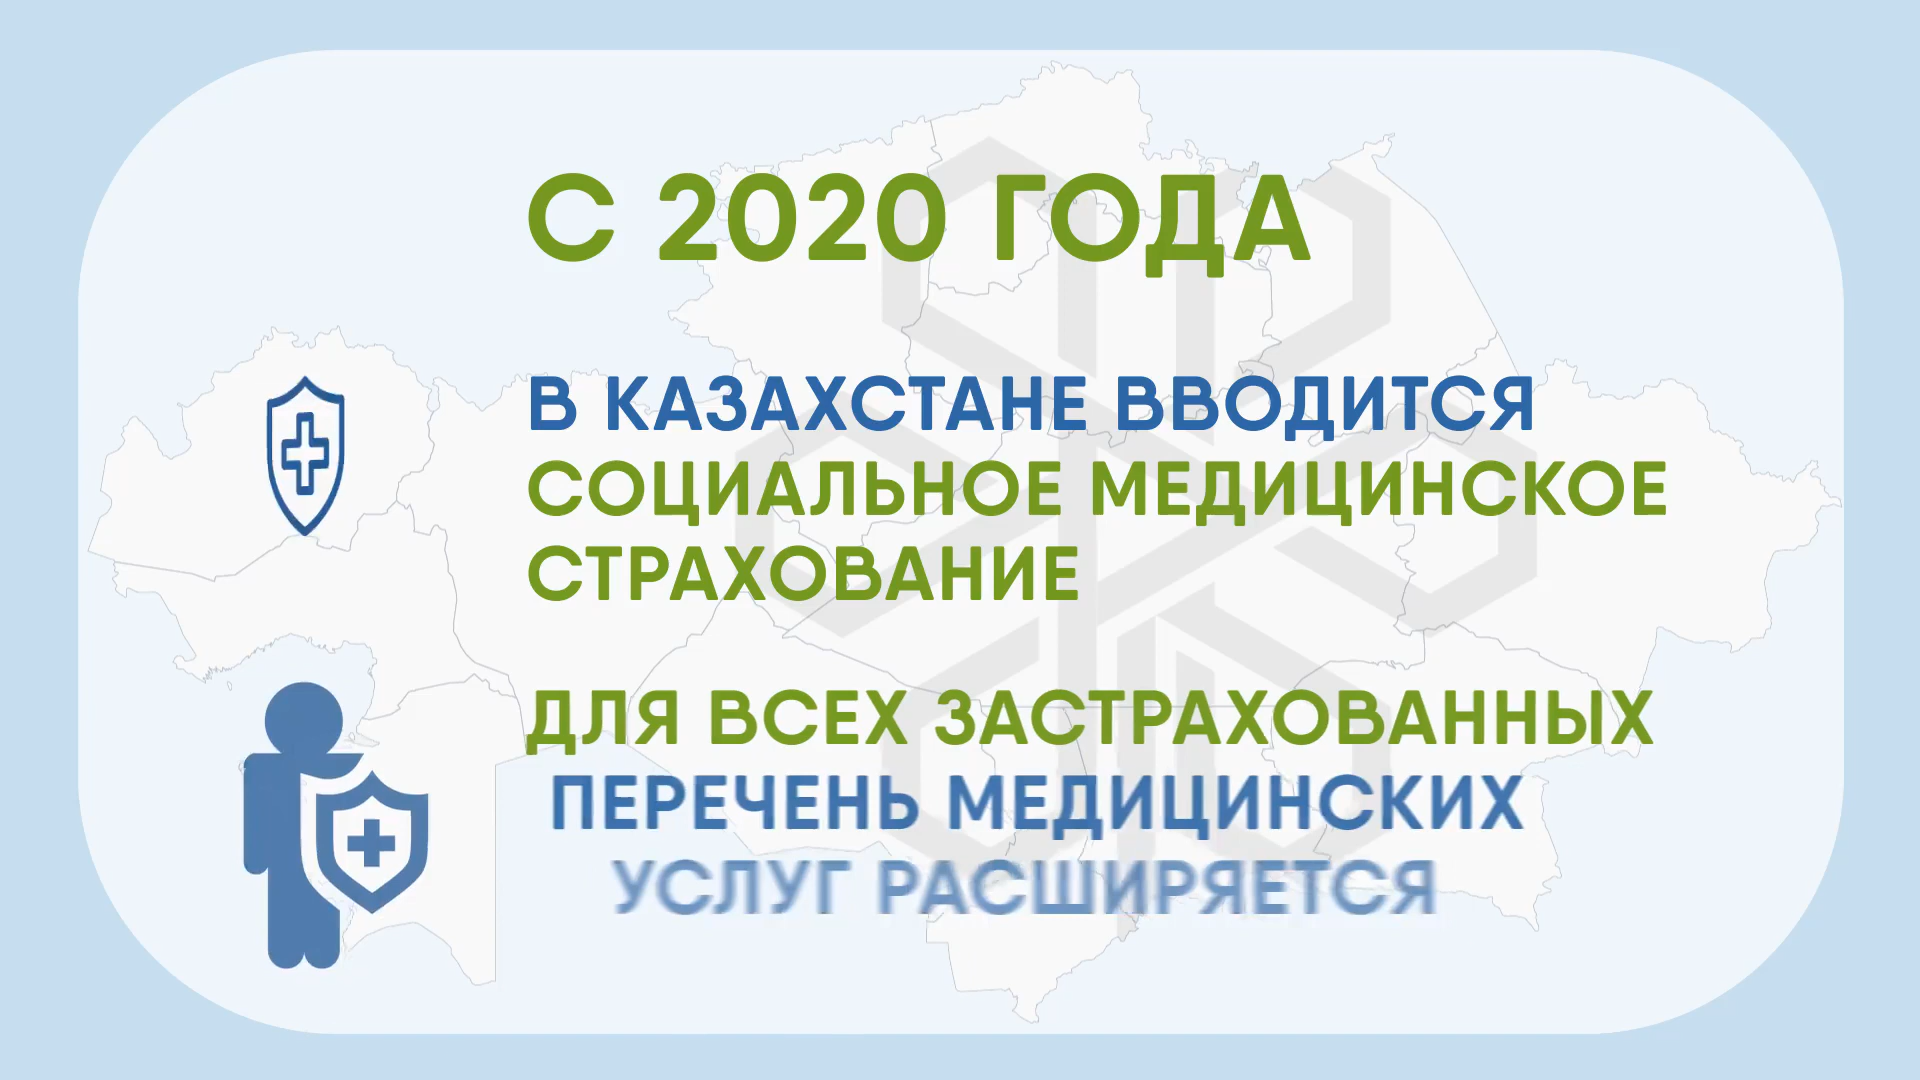 С 2020 ГОДА
В КАЗАХСТАНЕ ВВОДИТСЯ
СОЦИАЛЬНОЕ МЕДИЦИНСКОЕ
СТРАХОВАНИЕ
ДЛЯ ВСЕХ ЗАСТРАХОВАННЫХ
ПЕРЕЧЕНЬ МЕДИЦИНСКИХ
УСЛУГ РАСШИРЯЕТСЯ